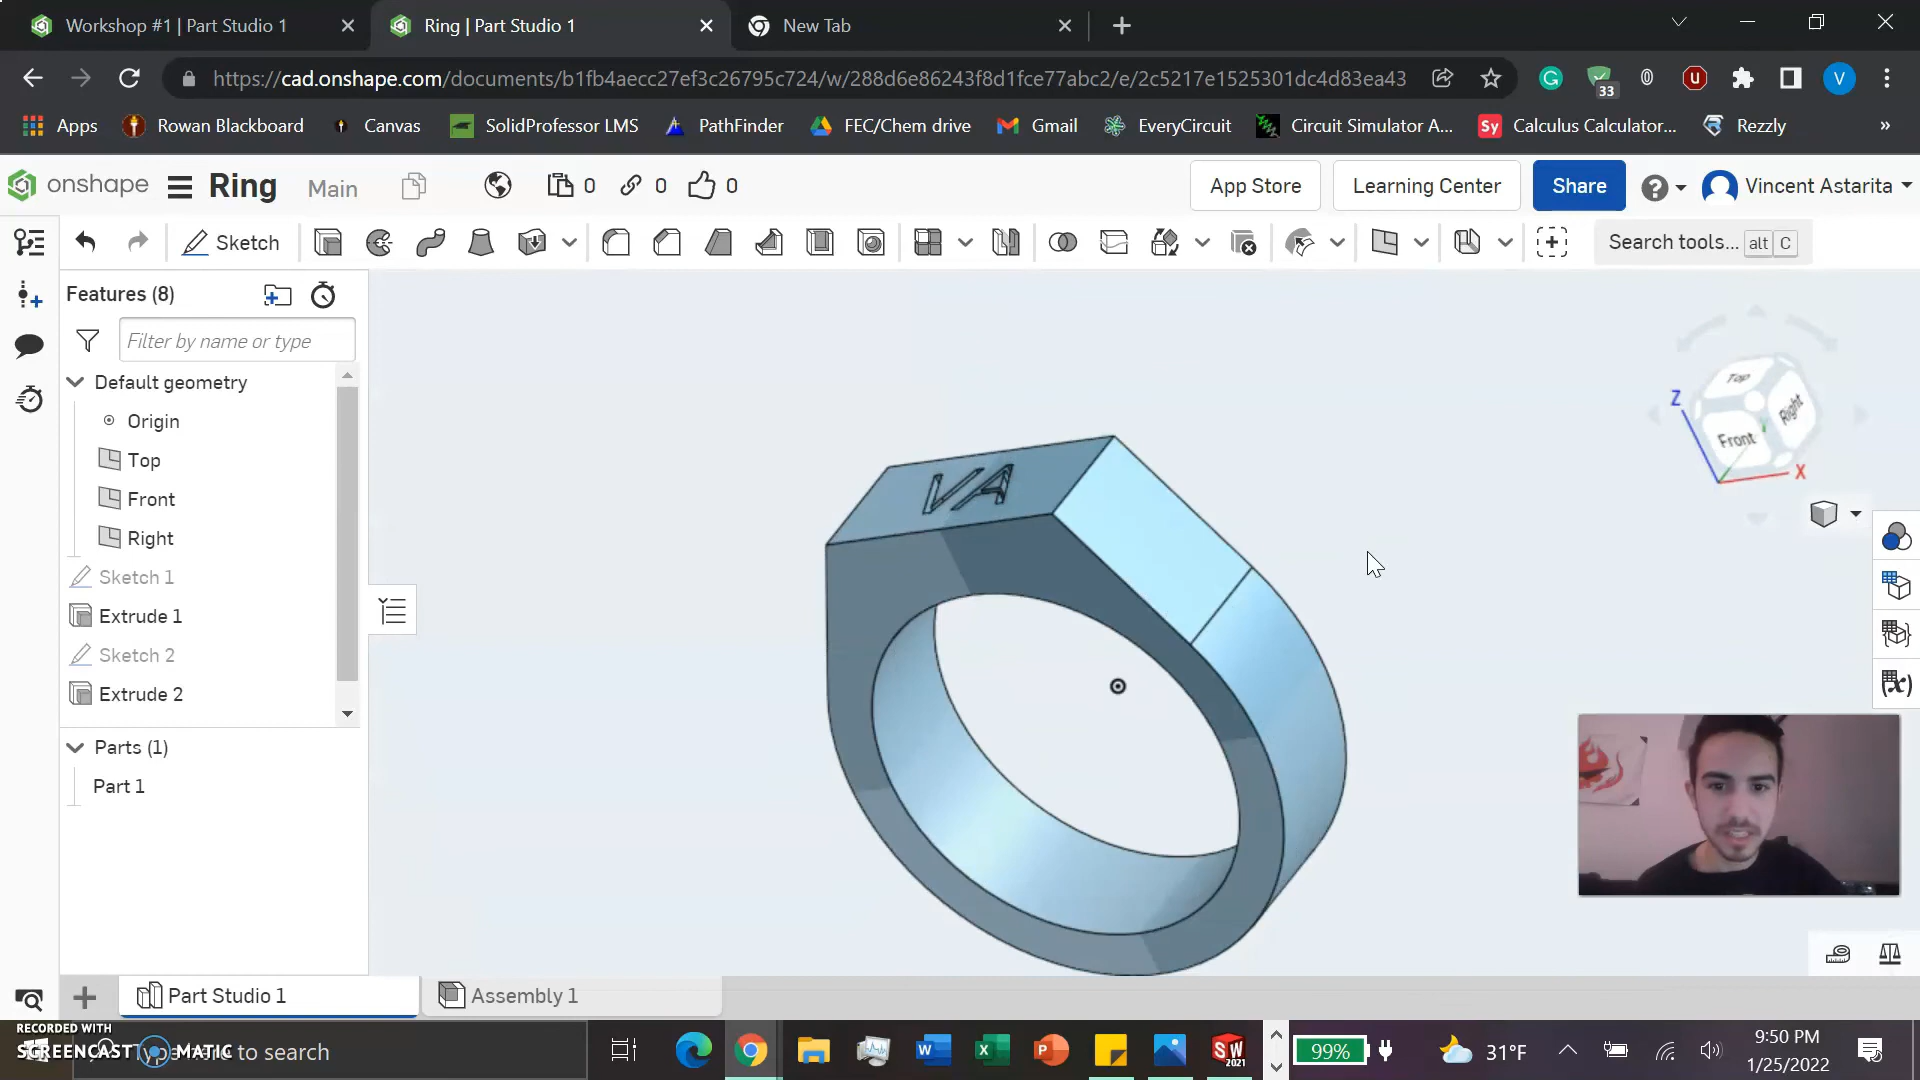 Workshop #1 | Part Studio 1
Ring | Part Studio 1
New Tab
https://cad.onshape.com/documents/b1fb4aecc27ef3c26795c724/w/288d6e86243f8d1fce77abc2/e/2c5217e1525301dc4d83ea43
33
V
Apps
Rowan Blackboard
Canvas
SolidProfessor LMS
PathFinder
FEC/Chem drive
Gmail
EveryCircuit
Circuit Simulator A...
Sy Calculus Calculator...
Rezzly
»
onshape
Ring
Main
0
0
0
App Store
Learning Center
Share
Vincent Astarita
Sketch
Search tools... alt C
Features (8)
Filter by name or type
Default geometry
Origin
Top
Front
Right
Sketch 1
Extrude 1
Sketch 2
Extrude 2
Parts (1)
Part 1
VA
Top
Front
Right
Z
X
(x)
Part Studio 1
Assembly 1
RECORDED WITH
SCREENCAST MATIC
Type here to search
SW
2021
99%
31°F
9:50 PM
1/25/2022